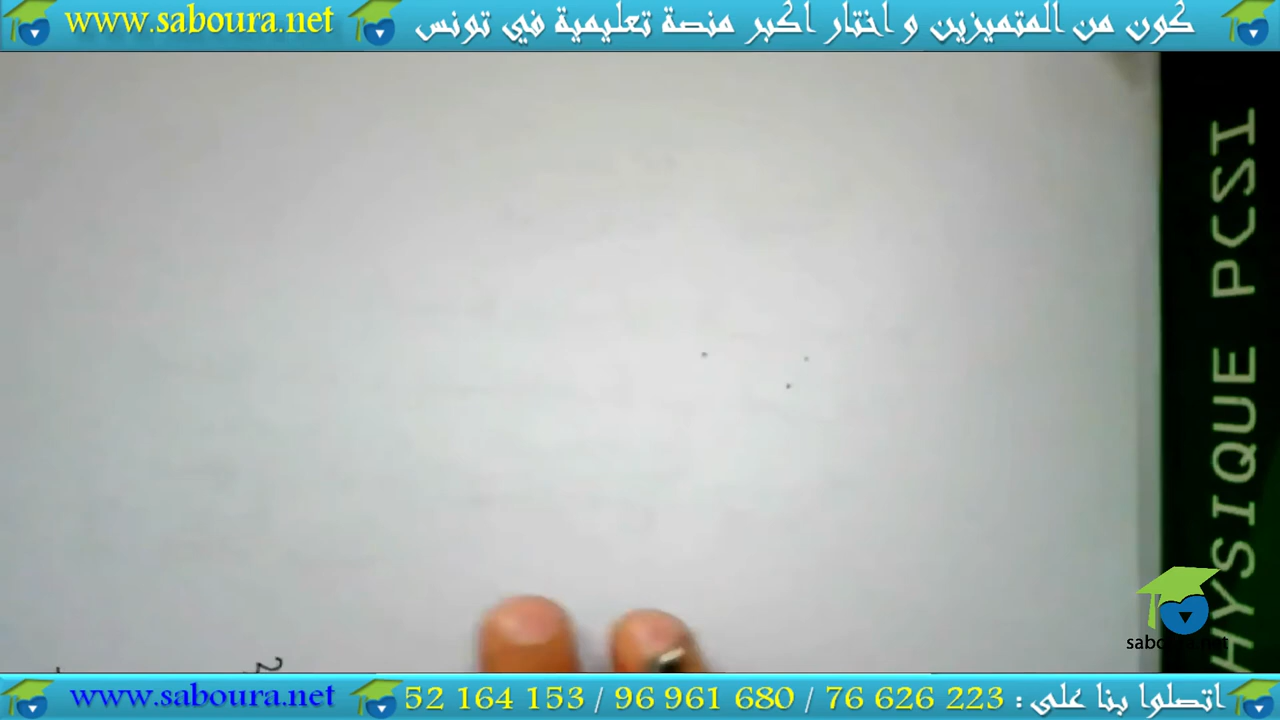 www.saboura.net كون من المتميزين و اختار اكبر منصة تعليمية في تونس
PHYSIQUE PCSI
saboura.net
2
www.saboura.net اتصلوا بنا على : 76 626 223 / 96 961 680 / 52 164 153